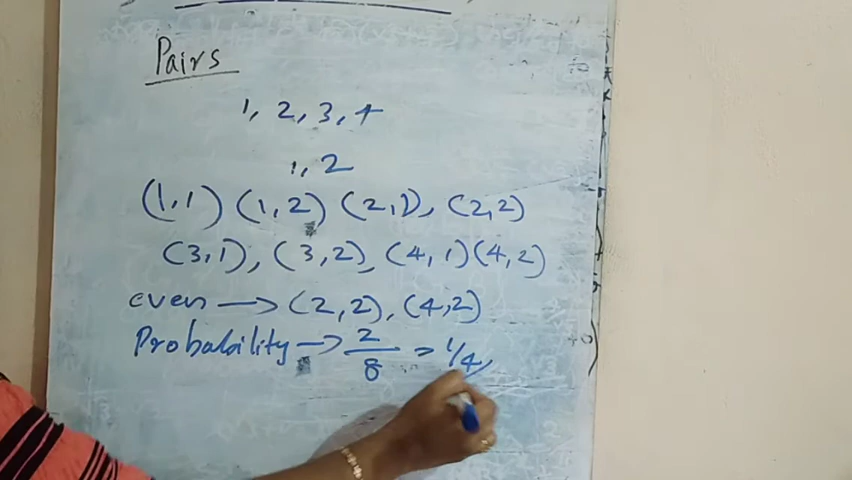 Pairs
1, 2, 3, 4
1, 2
(1,1) (1,2) (2,1), (2,2)
(3,1), (3,2), (4,1) (4,2)
even → (2,2), (4,2)
Probability → 2/8 = 1/4